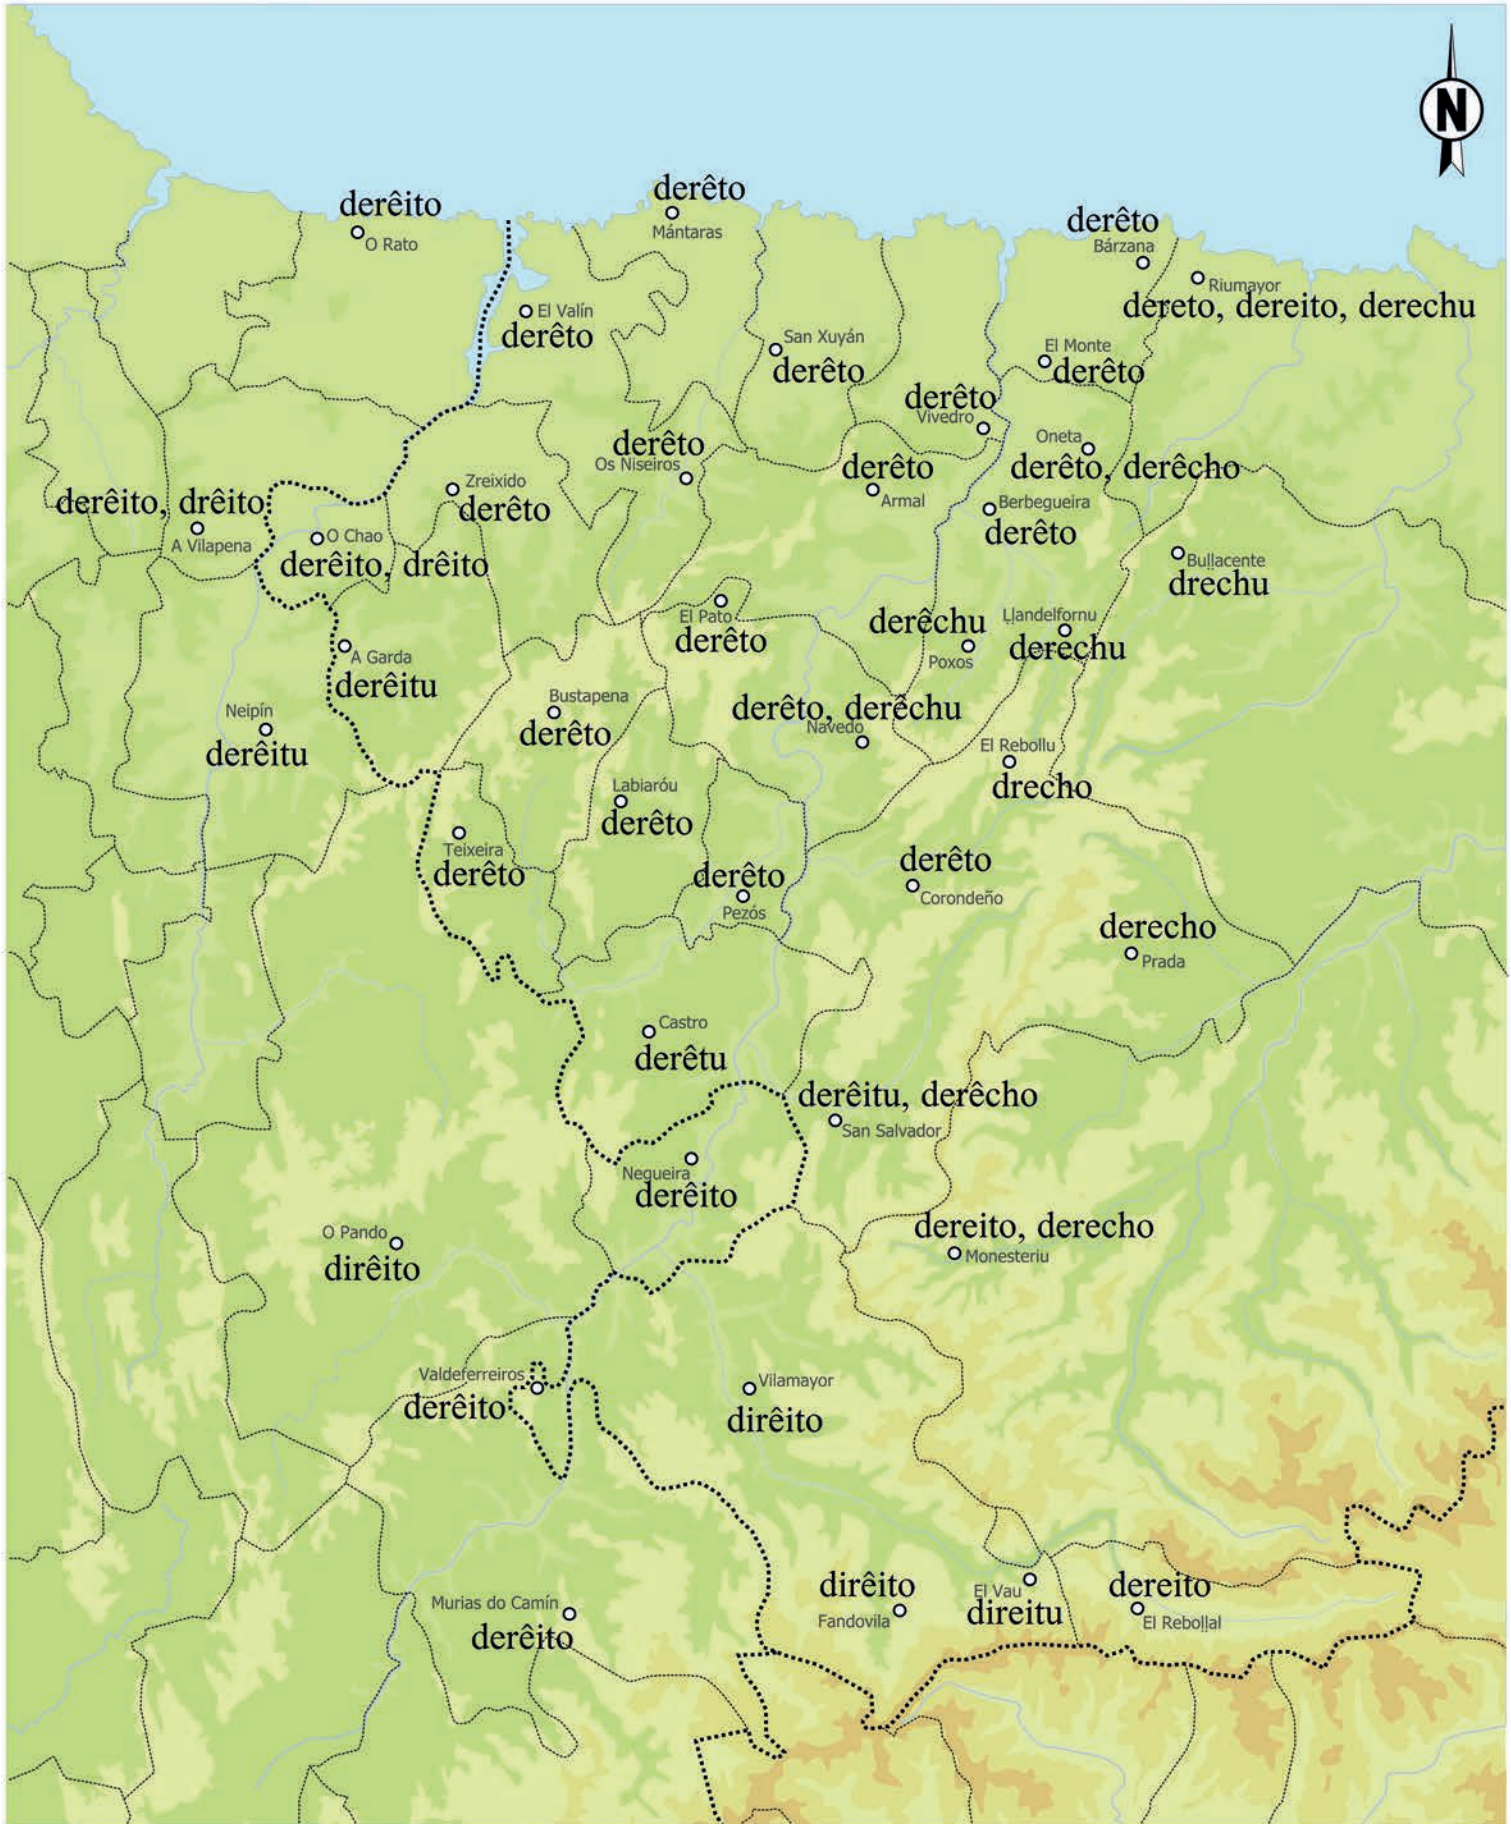 N
derêto
Mántaras
derêito
O Rato
derêto
Bárzana
Riumayor
dereto, dereito, derechu
El Valín
derêto
San Xuyán
derêto
El Monte
derêto
derêto
Vivedro
Oneta
derêto, derêcho
derêto
Os Niseiros
derêto
Armal
Zreixido
derêto
derêito, drêito
A Vilapena
O Chao
derêito, drêito
Berbegueira
derêto
Buḷḷacente
drechu
El Pato
derêto
derêchu
Poxos
Ḷḷandelfornu
derechu
A Garda
derêitu
Bustapena
derêto
derêto, derêchu
Navedo
Neipín
derêitu
El Rebollu
drecho
Labiaróu
derêto
Teixeira
derêto
derêto
Pezós
derêto
Corondeño
derecho
Prada
Castro
derêtu
derêitu, derêcho
San Salvador
Negueira
derêito
O Pando
dirêito
dereito, derecho
Monesteriu
Valdeferreiros
derêito
Vilamayor
dirêito
Murias do Camín
derêito
dirêito
Fandovila
El Vau
direitu
dereito
El Reboḷḷal